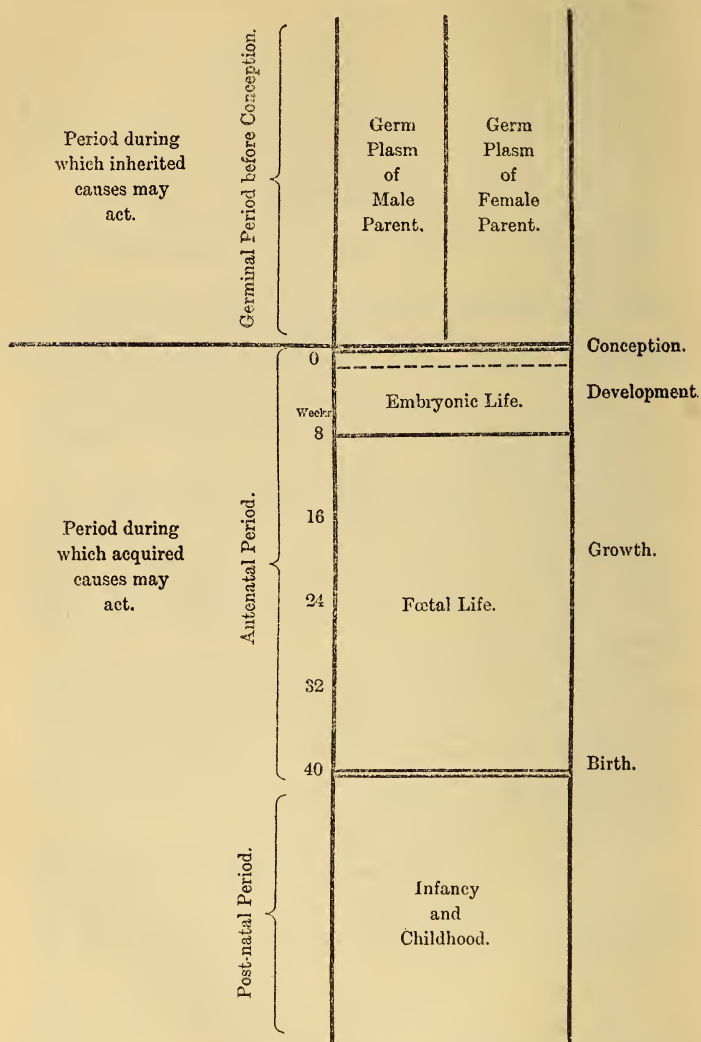 Period during
which inherited
causes may
act.
Germinal Period before Conception.
Germ
Plasm
of
Male
Parent.
Germ
Plasm
of
Female
Parent.
Conception.
0
Development.
Embryonic Life.
Weeks
8
16
Period during
which acquired
causes may
act.
Antenatal Period.
Growth.
24
Fœtal Life.
32
40
Birth.
Post-natal Period.
Infancy
and
Childhood.